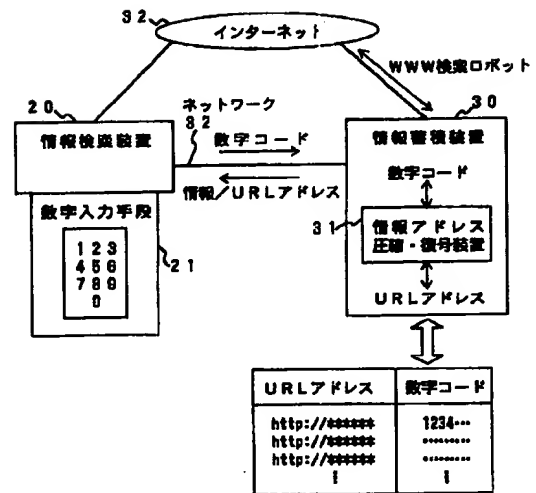 32
インターネット
WWW検索ロボット
20
ネットワーク
32
30
情報検索装置
数字コード
情報/URLアドレス
数字入力手段
1 2 3
4 5 6
7 8 9
0
21
情報蓄積装置
数字コード
31
情報アドレス
圧縮・復号装置
URLアドレス
URLアドレス 数字コード
http://****** 1234…
http://****** ………
http://****** ………